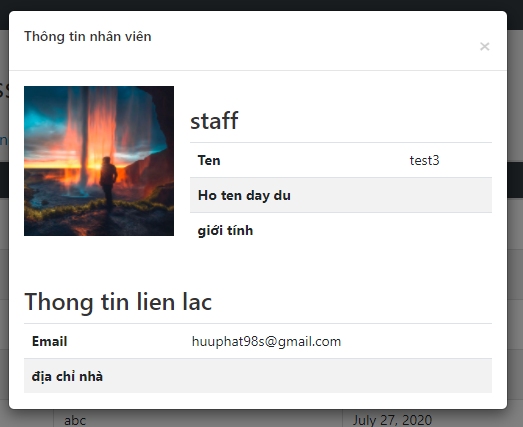 Thông tin nhân viên
×
staff
Ten test3
Ho ten day du
giới tính
Thong tin lien lac
Email huuphat98s@gmail.com
địa chỉ nhà
abc July 27, 2020